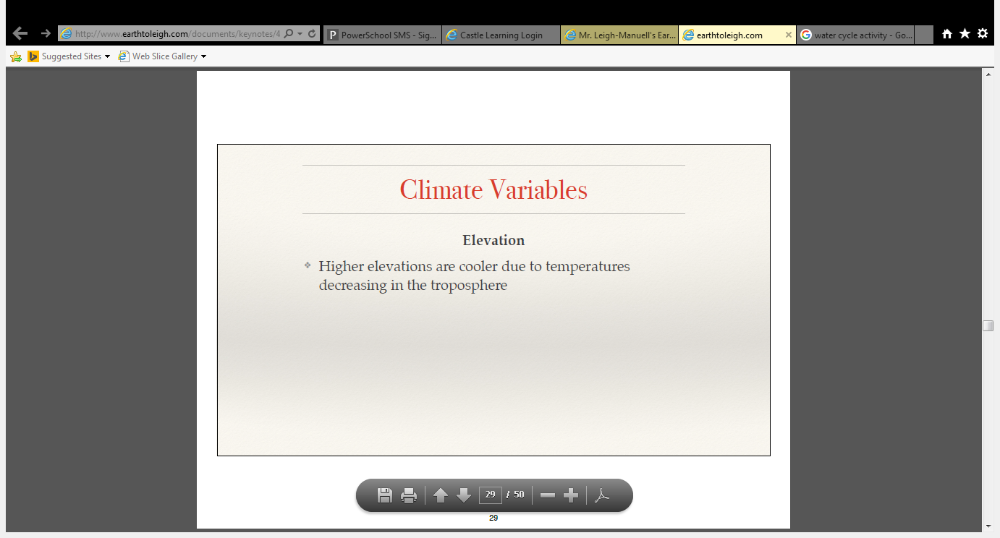 http://www.earthtoleigh.com/documents/keynotes/4
PowerSchool SMS - Sig...
Castle Learning Login
Mr. Leigh-Manuell's Ear...
earthtoleigh.com
water cycle activity - Go...
Suggested Sites
Web Slice Gallery
Climate Variables
Elevation
Higher elevations are cooler due to temperatures
decreasing in the troposphere
29 / 50
29